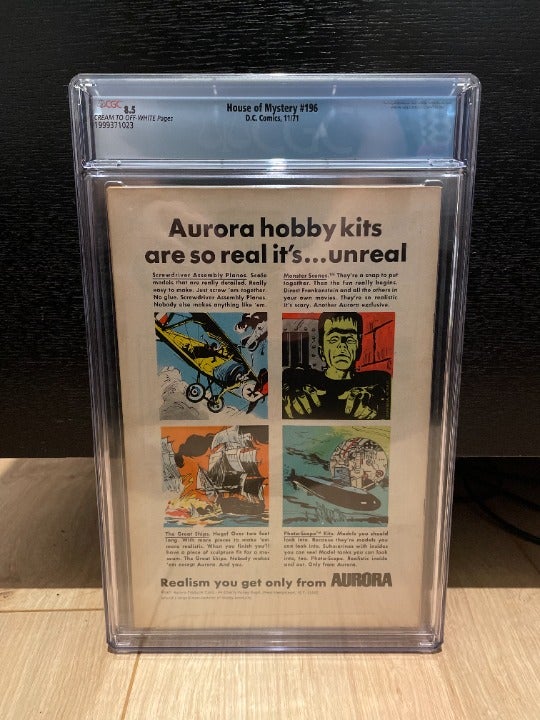 CGC 8.5
CREAM TO OFF-WHITE Pages
1999371023
House of Mystery #196
D.C. Comics, 11/71
Aurora hobby kits
are so real it's...unreal
Screwdriver Assembly Planes. Scale
models that are really detailed. Really
easy to make. Just screw 'em together.
No glue. Screwdriver Assembly Planes.
Nobody else makes anything like 'em.
Monster Scenes.™ They're a snap to put
together. Then the fun really begins.
Direct Frankenstein and all the others in
your own movies. They're so realistic
it's scary. Another Aurora exclusive.
The Great Ships. Huge! Over two feet
long. With more pieces to make 'em
more realistic. When you finish you'll
have a piece of sculpture fit for a mu-
seum. The Great Ships. Nobody makes
'em except Aurora. And you.
Photo-Scope™ Kits. Models you should
look into. Because they're models you
can look into. Submarines with insides
you can see! Model tanks you can look
into, too. Photo-Scope. Realistic inside
and out. Only from Aurora.
Realism you get only from AURORA